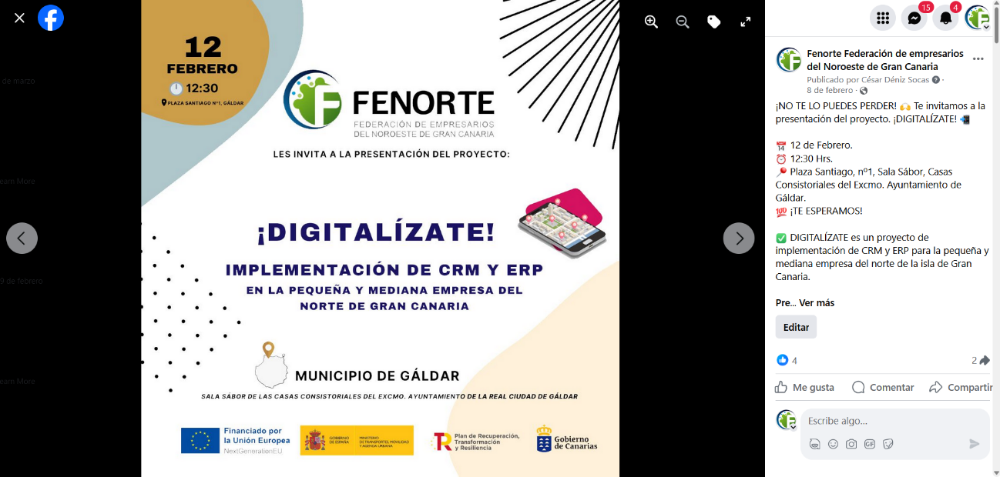 de marzo
earn More
9 de febrero
earn More
12
FEBRERO
12:30
PLAZA SANTIAGO Nº1, GÁLDAR
FENORTE
FEDERACIÓN DE EMPRESARIOS
DEL NOROESTE DE GRAN CANARIA
LES INVITA A LA PRESENTACIÓN DEL PROYECTO:
¡DIGITALÍZATE!
IMPLEMENTACIÓN DE CRM Y ERP
EN LA PEQUEÑA Y MEDIANA EMPRESA DEL
NORTE DE GRAN CANARIA
MUNICIPIO DE GÁLDAR
SALA SÁBOR DE LAS CASAS CONSISTORIALES DEL EXCMO. AYUNTAMIENTO DE LA REAL CIUDAD DE GÁLDAR
Financiado por
la Unión Europea
NextGenerationEU
GOBIERNO
DE ESPAÑA
MINISTERIO
DE TRANSPORTES, MOVILIDAD
Y AGENDA URBANA
Plan de Recuperación,
Transformación
y Resiliencia
Gobierno
de Canarias
15
4
Fenorte Federación de empresarios
del Noroeste de Gran Canaria
Publicado por César Déniz Socas ·
8 de febrero ·
¡NO TE LO PUEDES PERDER! 🙌 Te invitamos a la
presentación del proyecto. ¡DIGITALÍZATE! 📲
📅 12 de Febrero.
⏰ 12:30 Hrs.
📍 Plaza Santiago, nº1, Sala Sábor, Casas
Consistoriales del Excmo. Ayuntamiento de
Gáldar.
💯 ¡TE ESPERAMOS!
✅ DIGITALÍZATE es un proyecto de
implementación de CRM y ERP para la pequeña y
mediana empresa del norte de la isla de Gran
Canaria.
Pre... Ver más
Editar
4
2
Me gusta
Comentar
Compartir
Escribe algo...
GIF